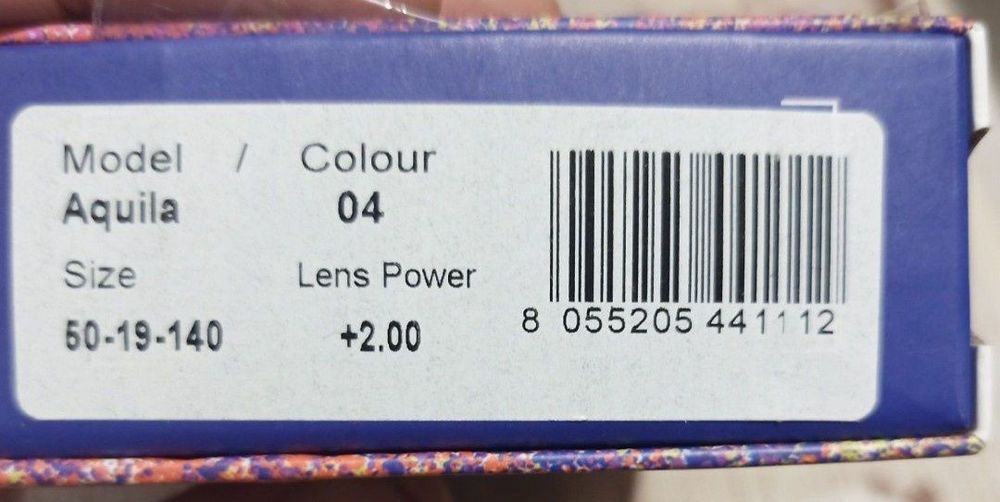 Model / Colour
Aquila 04
Size Lens Power
50-19-140 +2.00
8 055205 441112